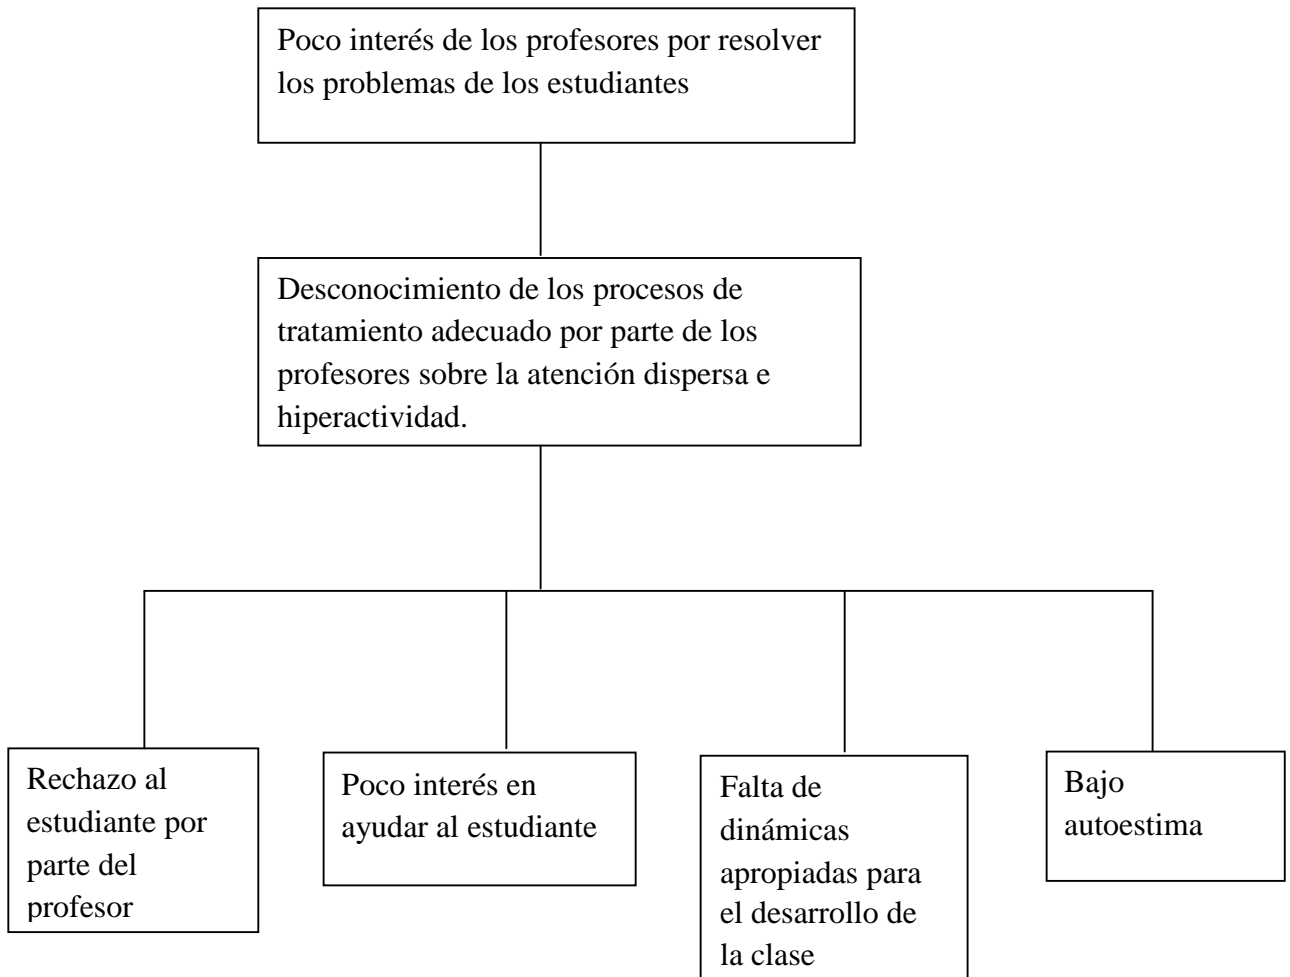 Poco interés de los profesores por resolver
los problemas de los estudiantes
Desconocimiento de los procesos de
tratamiento adecuado por parte de los
profesores sobre la atención dispersa e
hiperactividad.
Rechazo al
estudiante por
parte del
profesor
Poco interés en
ayudar al estudiante
Falta de
dinámicas
apropiadas para
el desarrollo de
la clase
Bajo
autoestima